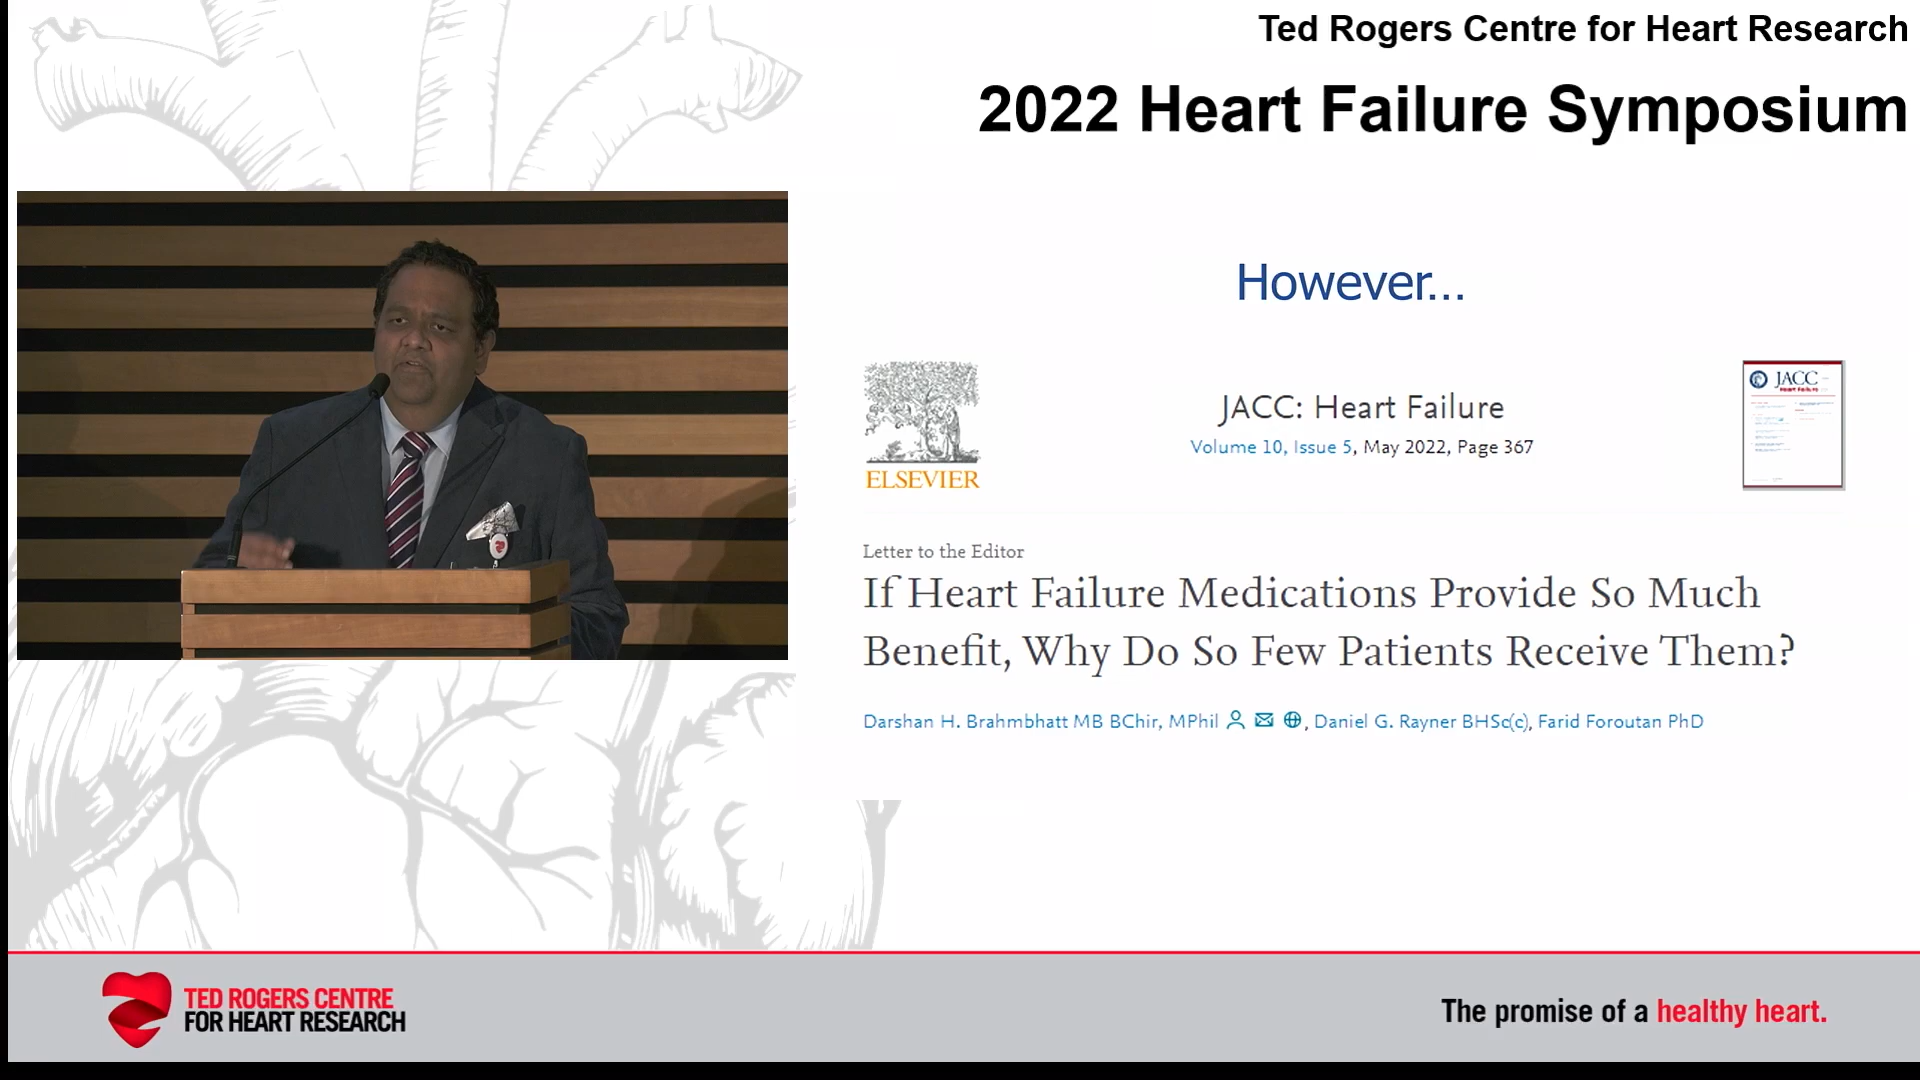 Ted Rogers Centre for Heart Research
2022 Heart Failure Symposium
However...
ELSEVIER
JACC: Heart Failure
Volume 10, Issue 5, May 2022, Page 367
JACC
Heart Failure
Letter to the Editor
If Heart Failure Medications Provide So Much
Benefit, Why Do So Few Patients Receive Them?
Darshan H. Brahmbhatt MB BChir, MPhil , Daniel G. Rayner BHSc(c), Farid Foroutan PhD
TED ROGERS CENTRE
FOR HEART RESEARCH
The promise of a healthy heart.